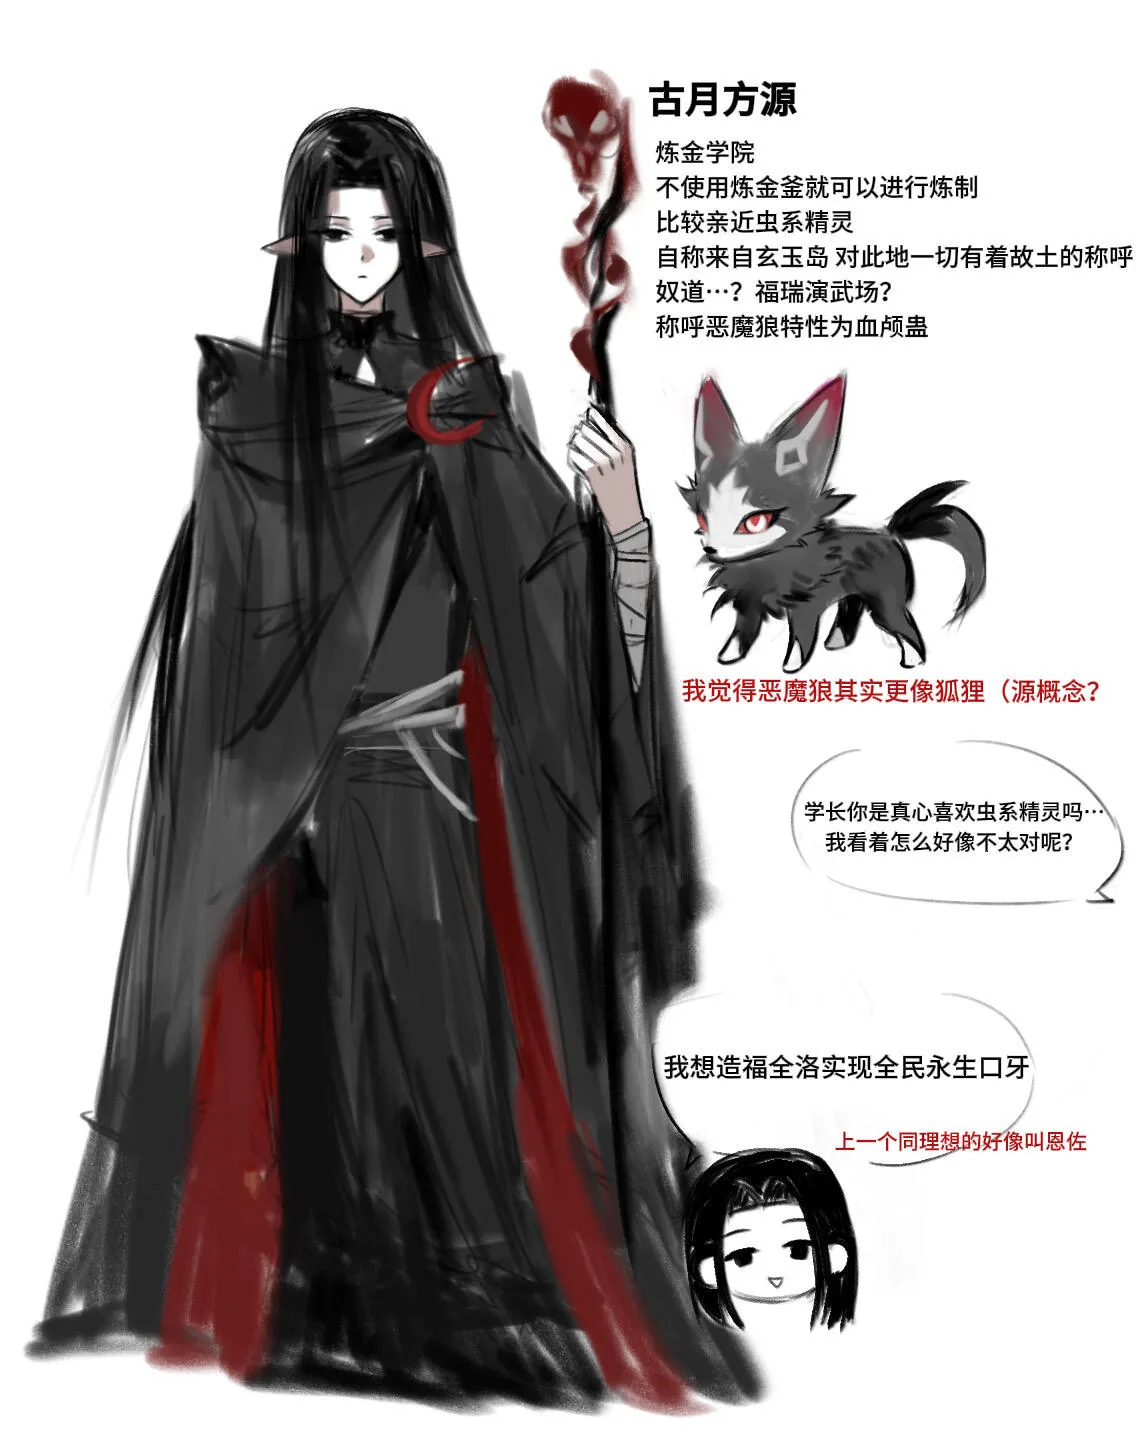 古月方源
炼金学院
不使用炼金釜就可以进行炼制
比较亲近虫系精灵
自称来自玄玉岛 对此地一切有着故土的称呼
奴道…？福瑞演武场？
称呼恶魔狼特性为血颅蛊
我觉得恶魔狼其实更像狐狸（源概念？
学长你是真心喜欢虫系精灵吗…
我看着怎么好像不太对呢？
我想造福全洛实现全民永生口牙
上一个同理想的好像叫恩佐